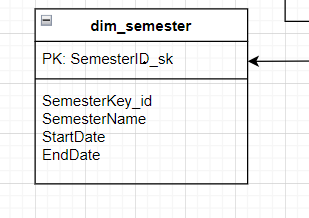 dim_semester
PK: SemesterID_sk
SemesterKey_id
SemesterName
StartDate
EndDate